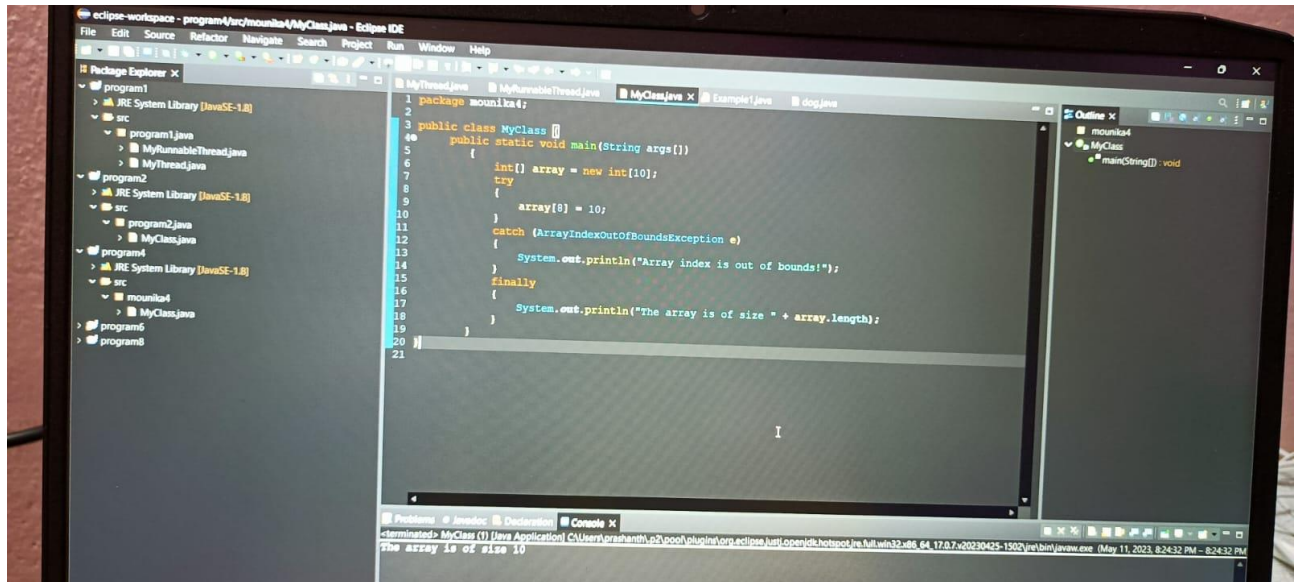 eclipse-workspace - program4/src/mounika4/MyClass.java - Eclipse IDE
File Edit Source Refactor Navigate Search Project Run Window Help
Package Explorer
program1
JRE System Library [JavaSE-1.8]
src
program1.java
MyRunnableThread.java
MyThread.java
program2
JRE System Library [JavaSE-1.8]
src
program2.java
MyClass.java
program4
JRE System Library [JavaSE-1.8]
src
mounika4
MyClass.java
program6
program8
MyThread.java MyRunnableThread.java MyClass.java Example1.java dog.java
1 package mounika4;
2
3 public class MyClass {
4 public static void main(String args[])
5 {
6 int[] array = new int[10];
7 try
8 {
9 array[8] = 10;
10 }
11 catch (ArrayIndexOutOfBoundsException e)
12 {
13 System.out.println("Array index is out of bounds!");
14 }
15 finally
16 {
17 System.out.println("The array is of size " + array.length);
18 }
19 }
20 }
21
Outline
mounika4
MyClass
main(String[]) : void
Problems Javadoc Declaration Console
<terminated> MyClass (1) [Java Application] C:\Users\prashanth\.p2\pool\plugins\org.eclipse.justj.openjdk.hotspot.jre.full.win32.x86_64_17.0.7.v20230425-1502\jre\bin\javaw.exe (May 11, 2023, 8:24:32 PM – 8:24:32 PM
The array is of size 10